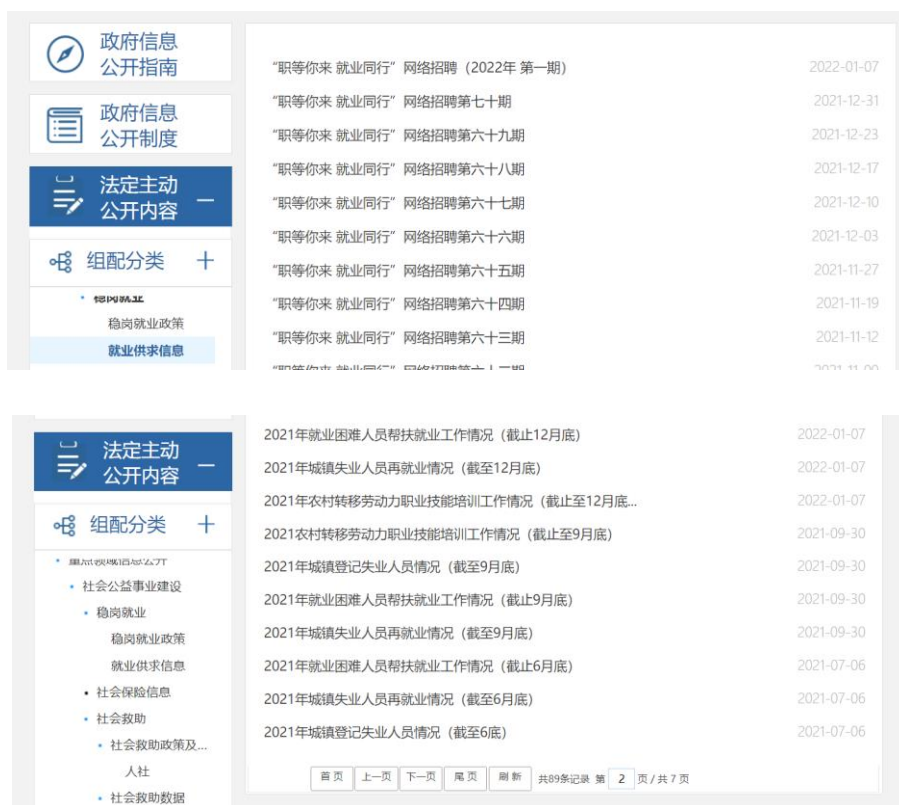 政府信息
公开指南
政府信息
公开制度
法定主动
公开内容
组配分类
稳岗就业
稳岗就业政策
就业供求信息
“职等你来 就业同行”网络招聘（2022年 第一期） 2022-01-07
“职等你来 就业同行”网络招聘第七十期 2021-12-31
“职等你来 就业同行”网络招聘第六十九期 2021-12-23
“职等你来 就业同行”网络招聘第六十八期 2021-12-17
“职等你来 就业同行”网络招聘第六十七期 2021-12-10
“职等你来 就业同行”网络招聘第六十六期 2021-12-03
“职等你来 就业同行”网络招聘第六十五期 2021-11-27
“职等你来 就业同行”网络招聘第六十四期 2021-11-19
“职等你来 就业同行”网络招聘第六十三期 2021-11-12
法定主动
公开内容
组配分类
重点领域信息公开
社会公益事业建设
稳岗就业
稳岗就业政策
就业供求信息
社会保险信息
社会救助
社会救助政策及...
人社
社会救助数据
2021年就业困难人员帮扶就业工作情况（截止12月底） 2022-01-07
2021年城镇失业人员再就业情况（截至12月底） 2022-01-07
2021年农村转移劳动力职业技能培训工作情况（截止至12月底... 2022-01-07
2021农村转移劳动力职业技能培训工作情况（截止至9月底） 2021-09-30
2021年城镇登记失业人员情况（截至9月底） 2021-09-30
2021年就业困难人员帮扶就业工作情况（截止9月底） 2021-09-30
2021年城镇失业人员再就业情况（截至9月底） 2021-09-30
2021年就业困难人员帮扶就业工作情况（截止6月底） 2021-07-06
2021年城镇失业人员再就业情况（截至6月底） 2021-07-06
2021年城镇登记失业人员情况（截至6底） 2021-07-06
首页 上一页 下一页 尾页 刷新 共89条记录 第 2 页/共7页